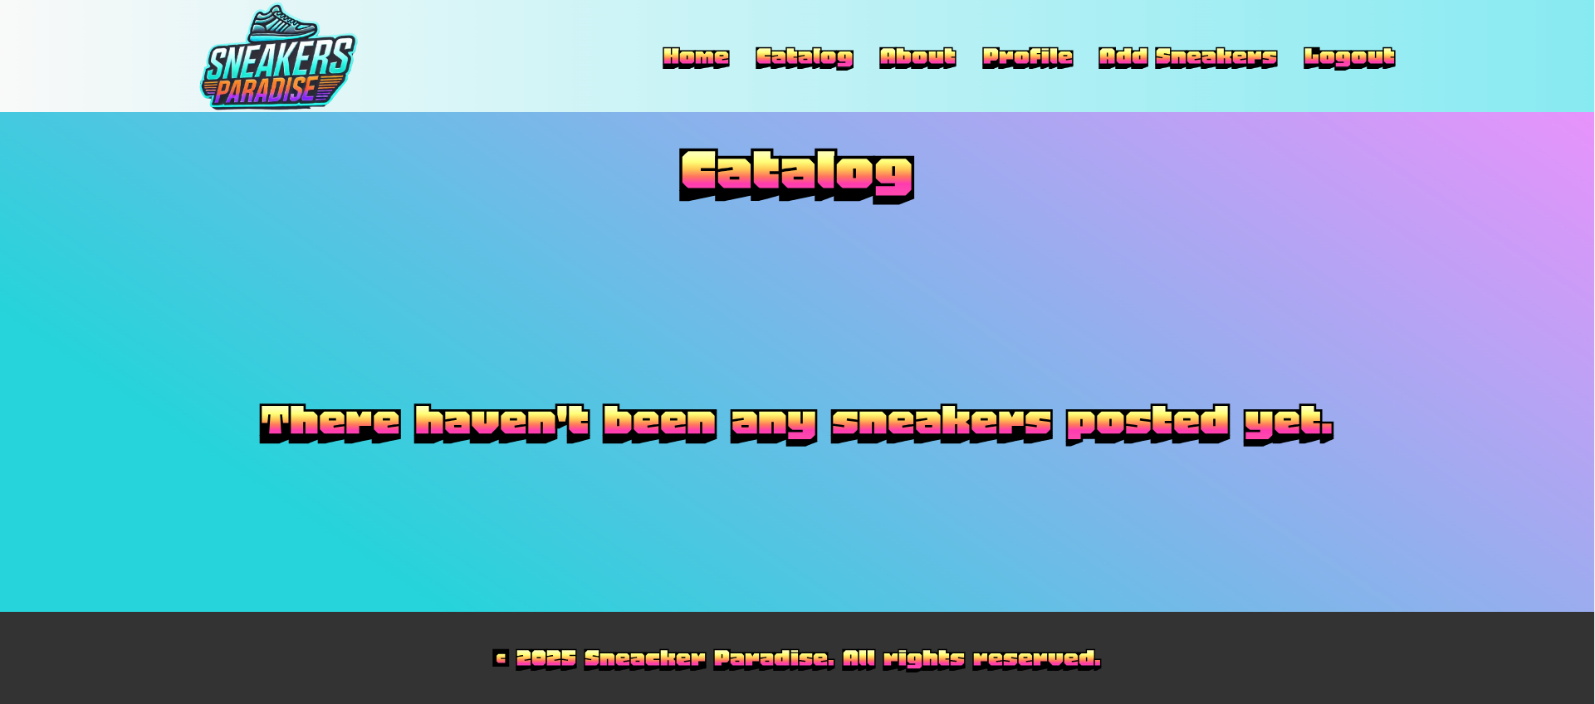 SNEAKERS
PARADISE
Home Catalog About Profile Add Sneakers Logout
Catalog
There haven't been any sneakers posted yet.
© 2025 Sneacker Paradise. All rights reserved.